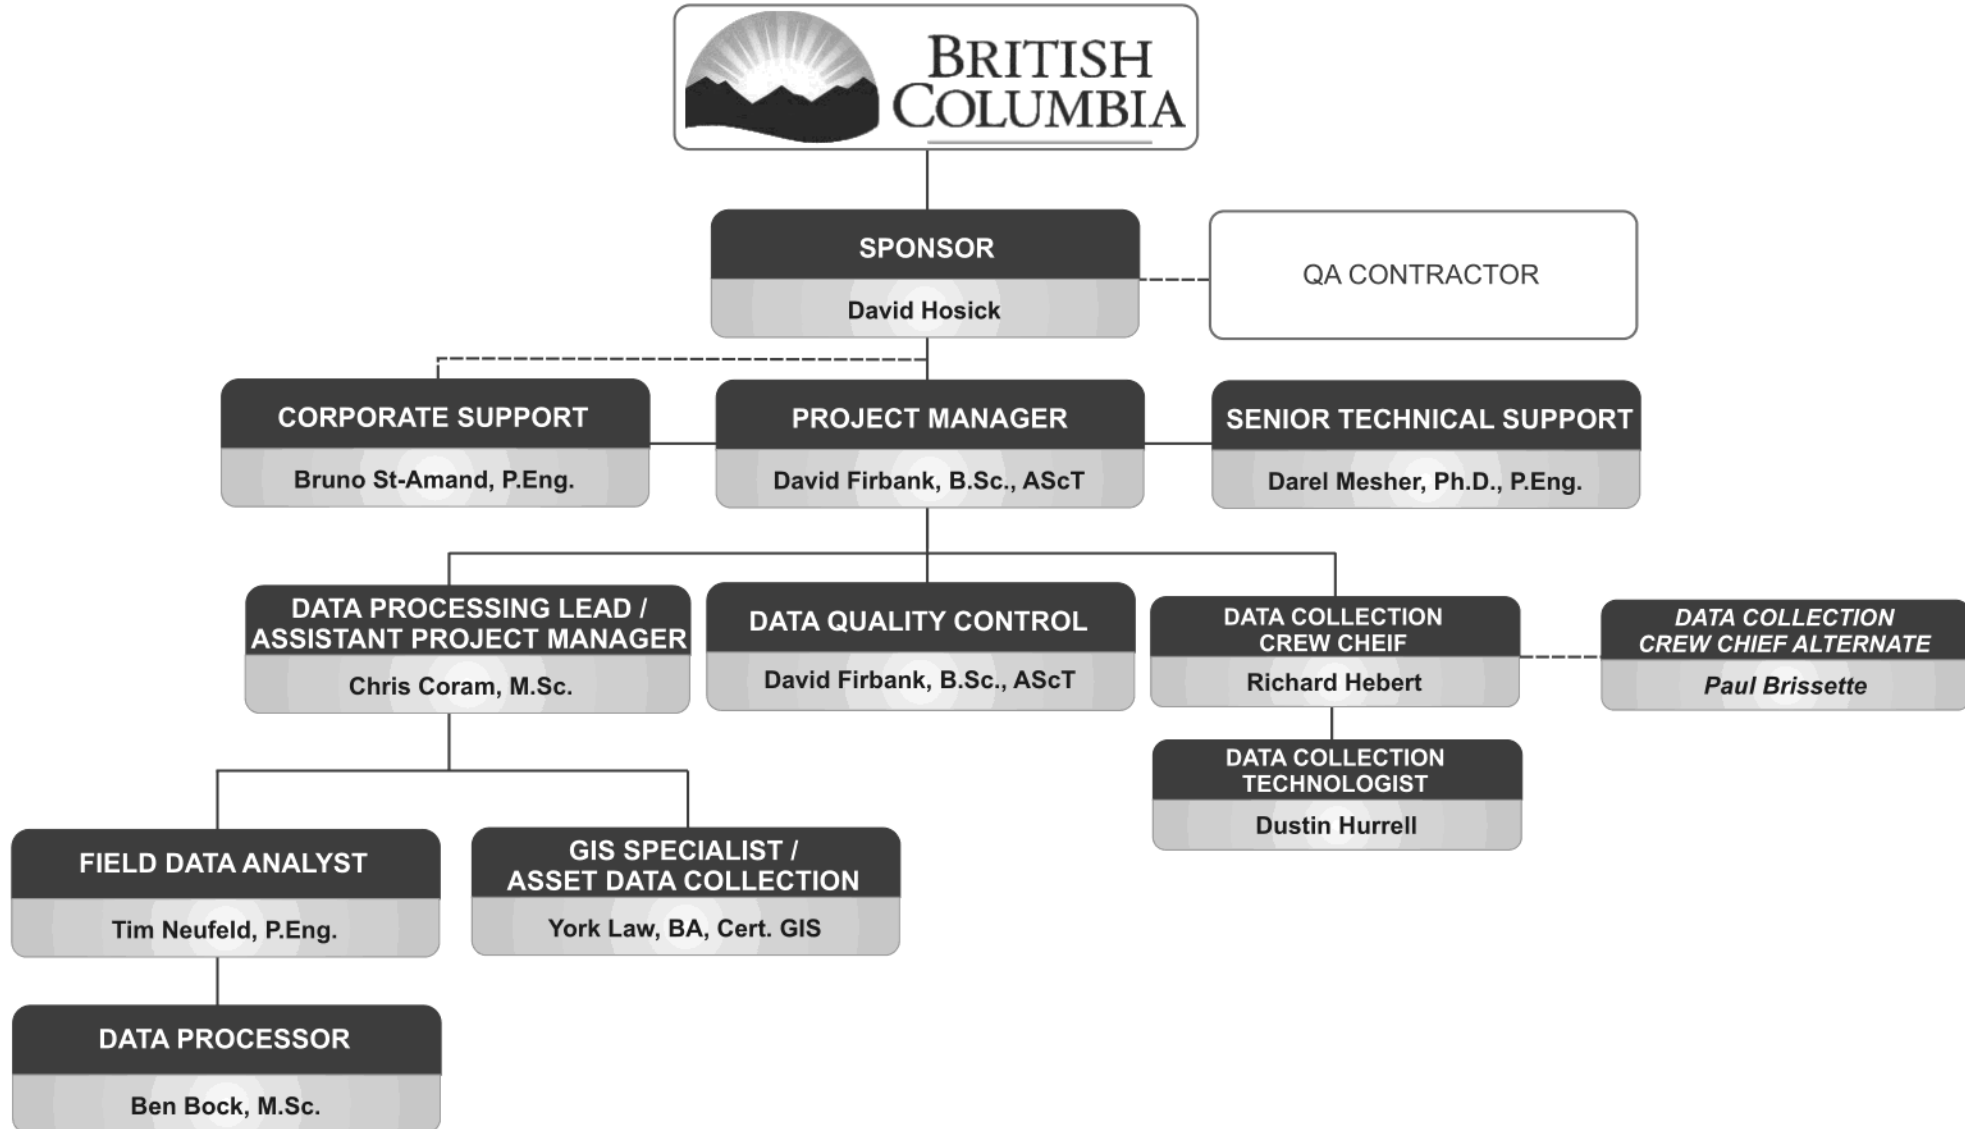 BRITISH
COLUMBIA
SPONSOR
David Hosick
QA CONTRACTOR
CORPORATE SUPPORT
Bruno St-Amand, P.Eng.
PROJECT MANAGER
David Firbank, B.Sc., AScT
SENIOR TECHNICAL SUPPORT
Darel Mesher, Ph.D., P.Eng.
DATA PROCESSING LEAD /
ASSISTANT PROJECT MANAGER
Chris Coram, M.Sc.
DATA QUALITY CONTROL
David Firbank, B.Sc., AScT
DATA COLLECTION
CREW CHEIF
Richard Hebert
DATA COLLECTION
CREW CHIEF ALTERNATE
Paul Brissette
DATA COLLECTION
TECHNOLOGIST
Dustin Hurrell
FIELD DATA ANALYST
Tim Neufeld, P.Eng.
GIS SPECIALIST /
ASSET DATA COLLECTION
York Law, BA, Cert. GIS
DATA PROCESSOR
Ben Bock, M.Sc.